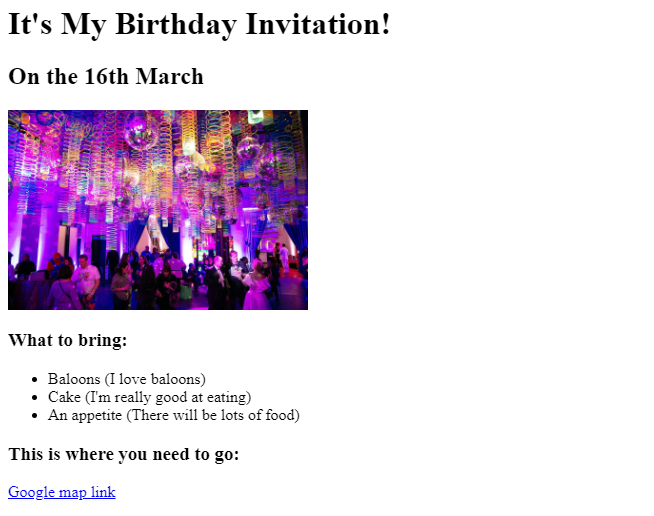 It's My Birthday Invitation!
On the 16th March
What to bring:
Baloons (I love baloons)
Cake (I'm really good at eating)
An appetite (There will be lots of food)
This is where you need to go:
Google map link